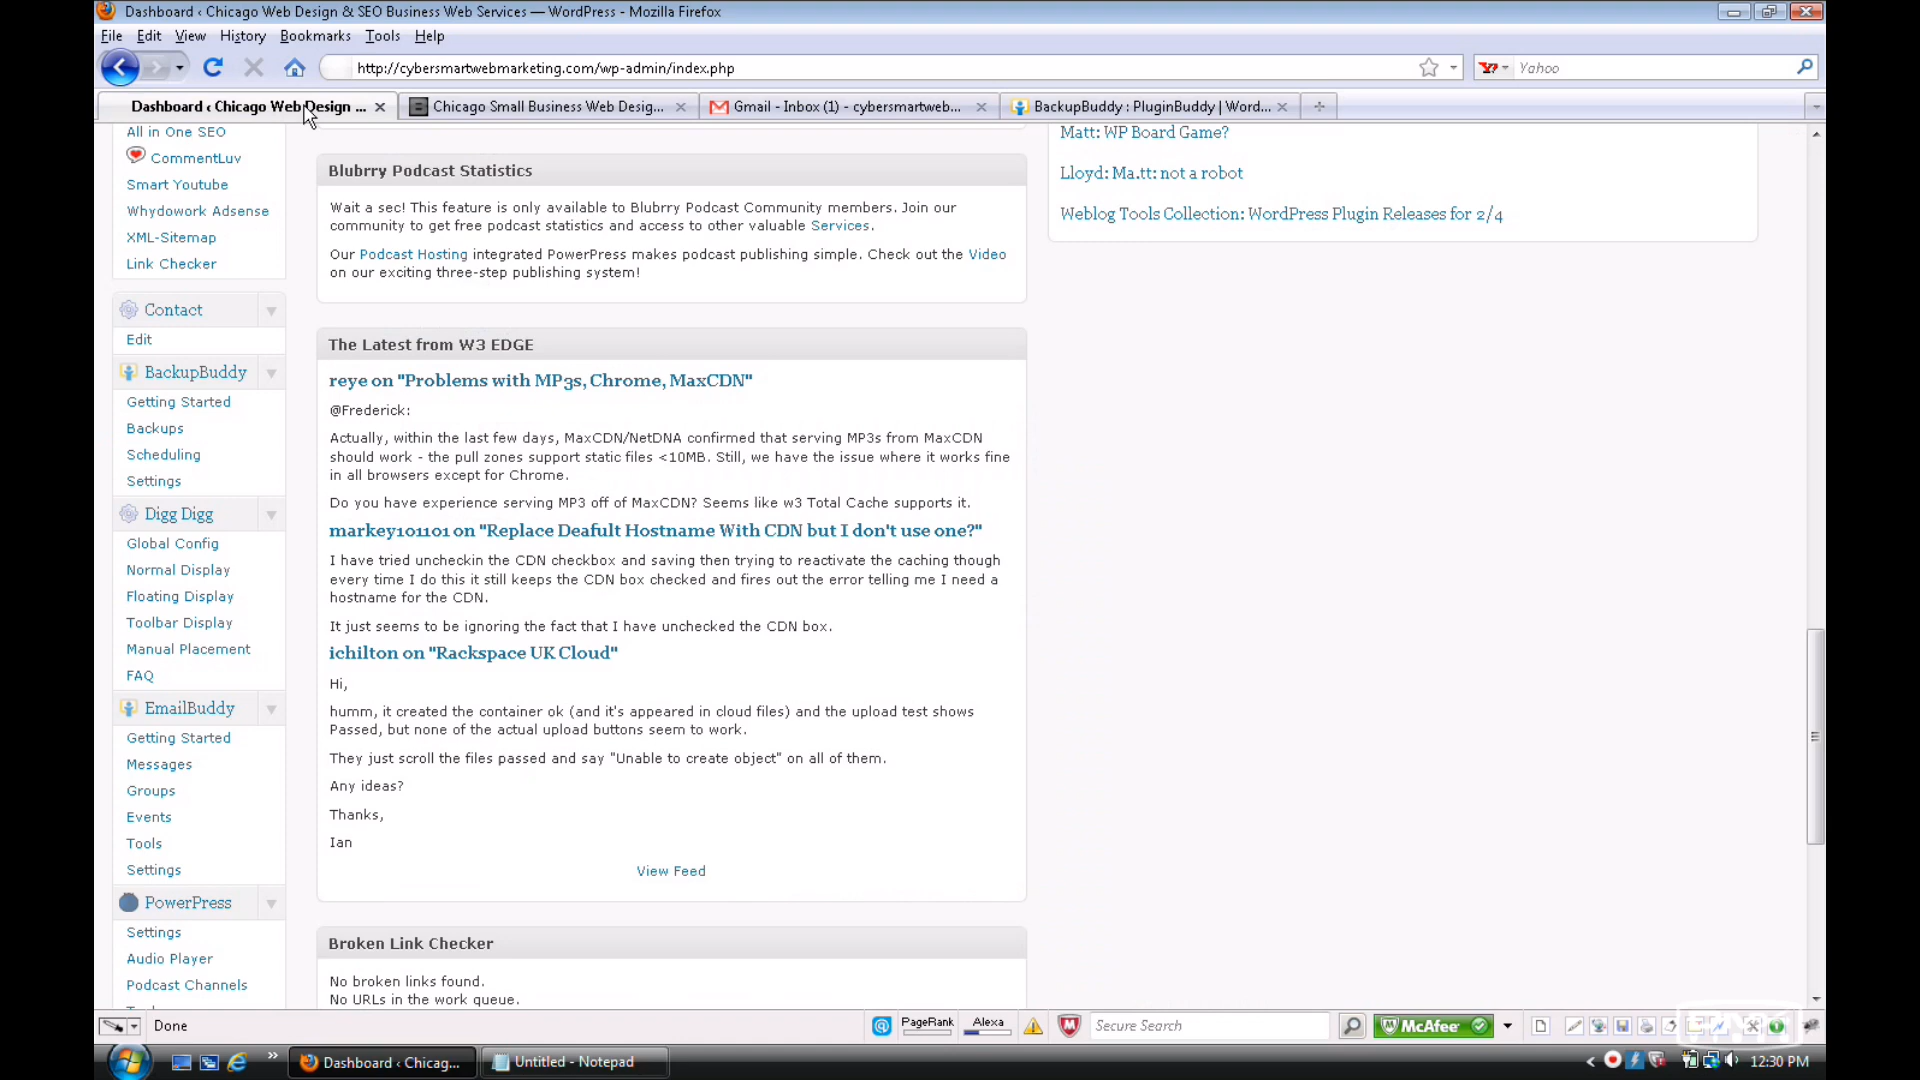 Dashboard ‹ Chicago Web Design & SEO Business Web Services — WordPress - Mozilla Firefox
File Edit View History Bookmarks Tools Help
http://cybersmartwebmarketing.com/wp-admin/index.php
Yahoo
Dashboard ‹ Chicago Web Design ...
Chicago Small Business Web Desig...
Gmail - Inbox (1) - cybersmartweb...
BackupBuddy : PluginBuddy | Word...
All in One SEO
CommentLuv
Smart Youtube
Whydowork Adsense
XML-Sitemap
Link Checker
Contact
Edit
BackupBuddy
Getting Started
Backups
Scheduling
Settings
Digg Digg
Global Config
Normal Display
Floating Display
Toolbar Display
Manual Placement
FAQ
EmailBuddy
Getting Started
Messages
Groups
Events
Tools
Settings
PowerPress
Settings
Audio Player
Podcast Channels
Blubrry Podcast Statistics
Wait a sec! This feature is only available to Blubrry Podcast Community members. Join our
community to get free podcast statistics and access to other valuable Services.
Our Podcast Hosting integrated PowerPress makes podcast publishing simple. Check out the Video
on our exciting three-step publishing system!
The Latest from W3 EDGE
reye on "Problems with MP3s, Chrome, MaxCDN"
@Frederick:
Actually, within the last few days, MaxCDN/NetDNA confirmed that serving MP3s from MaxCDN
should work - the pull zones support static files <10MB. Still, we have the issue where it works fine
in all browsers except for Chrome.
Do you have experience serving MP3 off of MaxCDN? Seems like w3 Total Cache supports it.
markey101101 on "Replace Deafult Hostname With CDN but I don't use one?"
I have tried uncheckin the CDN checkbox and saving then trying to reactivate the caching though
every time I do this it still keeps the CDN box checked and fires out the error telling me I need a
hostname for the CDN.
It just seems to be ignoring the fact that I have unchecked the CDN box.
ichilton on "Rackspace UK Cloud"
Hi,
humm, it created the container ok (and it's appeared in cloud files) and the upload test shows
Passed, but none of the actual upload buttons seem to work.
They just scroll the files passed and say "Unable to create object" on all of them.
Any ideas?
Thanks,
Ian
View Feed
Broken Link Checker
No broken links found.
No URLs in the work queue.
Matt: WP Board Game?
Lloyd: Ma.tt: not a robot
Weblog Tools Collection: WordPress Plugin Releases for 2/4
Done
PageRank
Alexa
Secure Search
McAfee
Dashboard ‹ Chicag...
Untitled - Notepad
12:30 PM